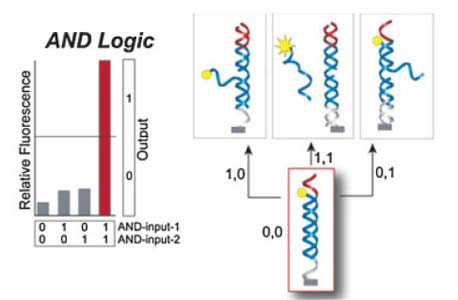 AND Logic
Relative Fluorescence
1
0
Output
0 1 0 1 AND-input-1
0 0 1 1 AND-input-2
1,0
1,1
0,1
0,0